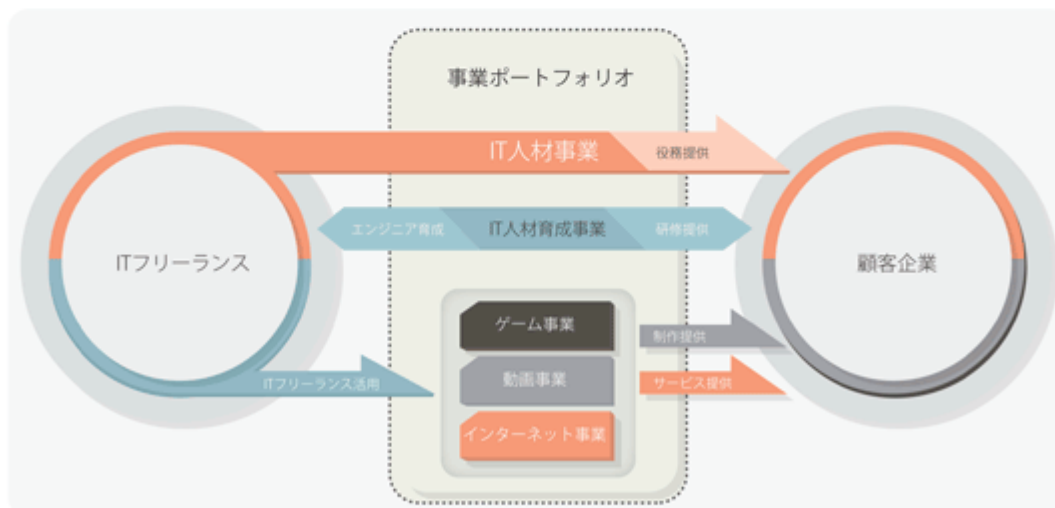 事業ポートフォリオ
IT人材事業
役務提供
エンジニア育成
IT人材育成事業
研修提供
ITフリーランス
顧客企業
ゲーム事業
制作提供
動画事業
ITフリーランス活用
サービス提供
インターネット事業